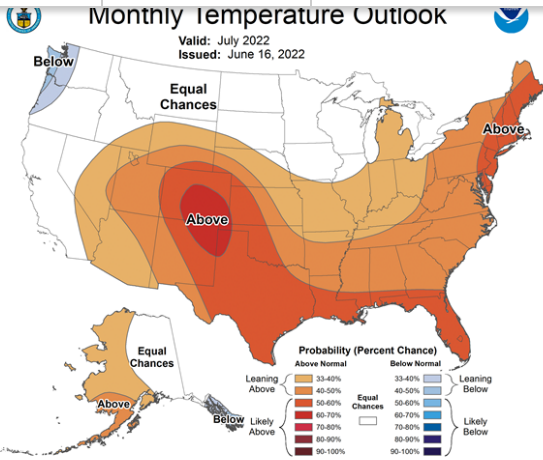 Monthly Temperature Outlook
Valid: July 2022
Issued: June 16, 2022
Below
Equal
Chances
Above
Above
Equal
Chances
Above
Below
Probability (Percent Chance)
Above Normal
Below Normal
Leaning
Above
33-40%
40-50%
Likely
Above
50-60%
60-70%
70-80%
80-90%
90-100%
Equal
Chances
33-40%
40-50%
Leaning
Below
50-60%
60-70%
70-80%
80-90%
90-100%
Likely
Below